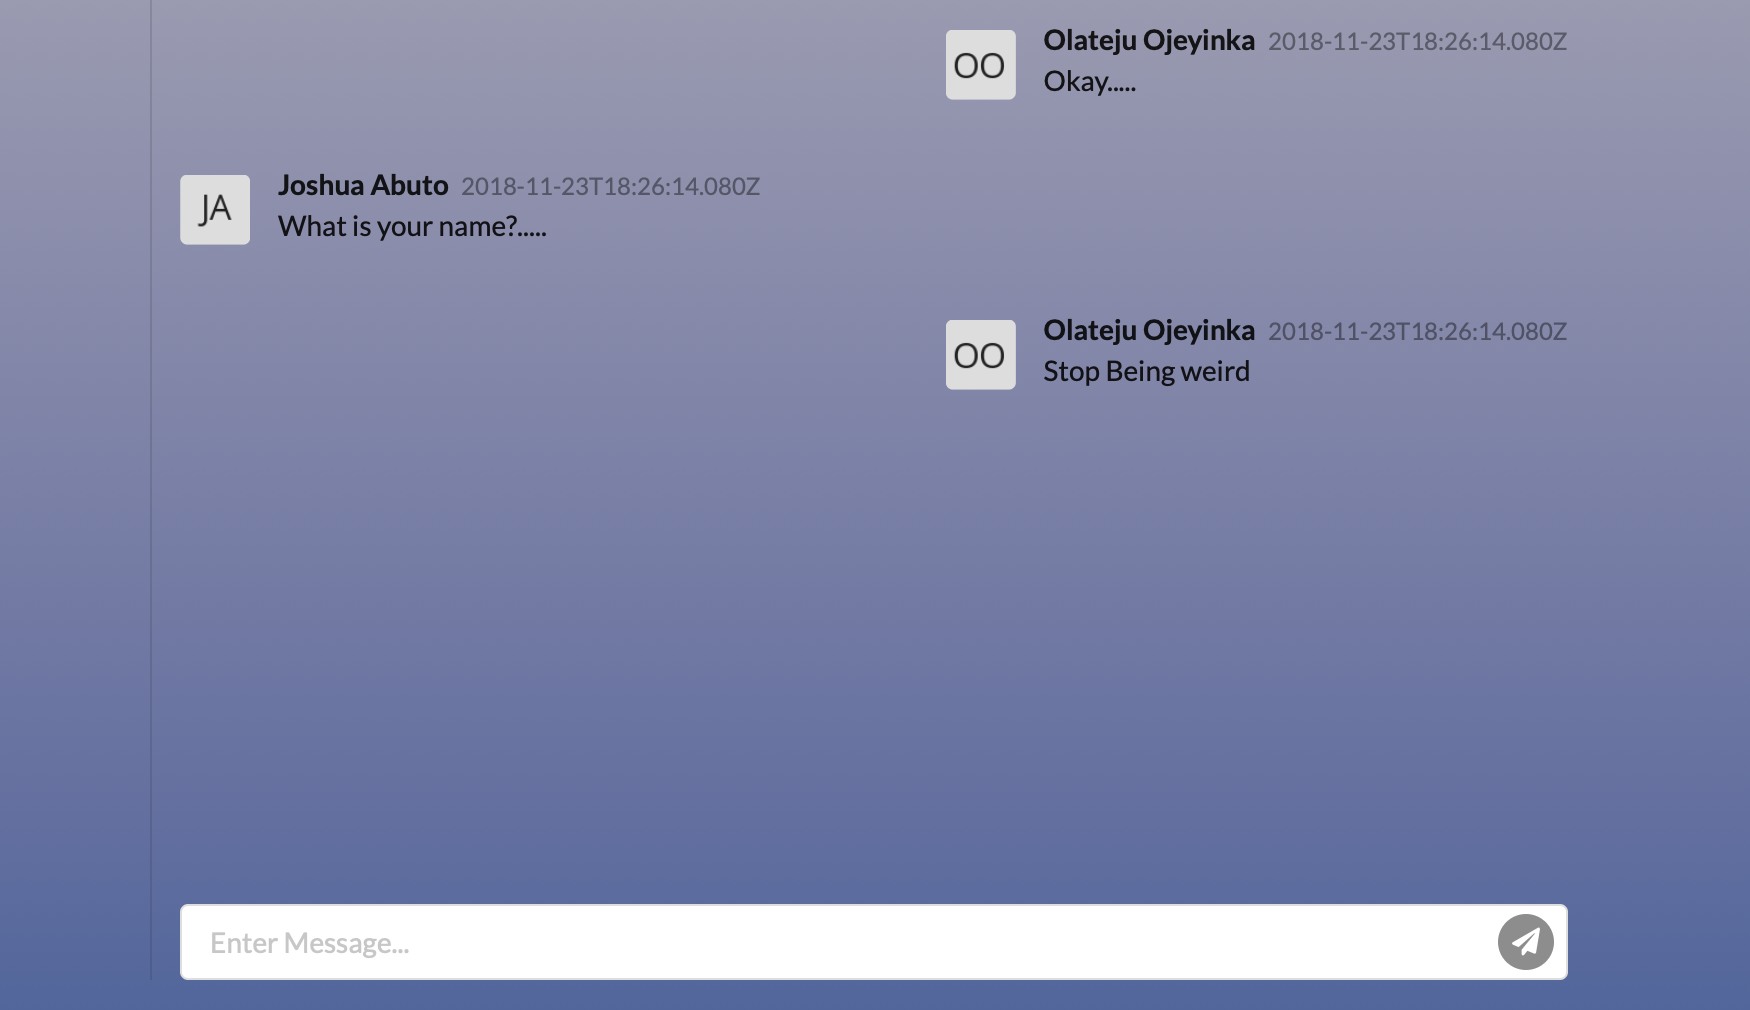 Olateju Ojeyinka 2018-11-23T18:26:14.080Z
OO
Okay.....
Joshua Abuto 2018-11-23T18:26:14.080Z
JA
What is your name?.....
Olateju Ojeyinka 2018-11-23T18:26:14.080Z
OO
Stop Being weird
Enter Message...